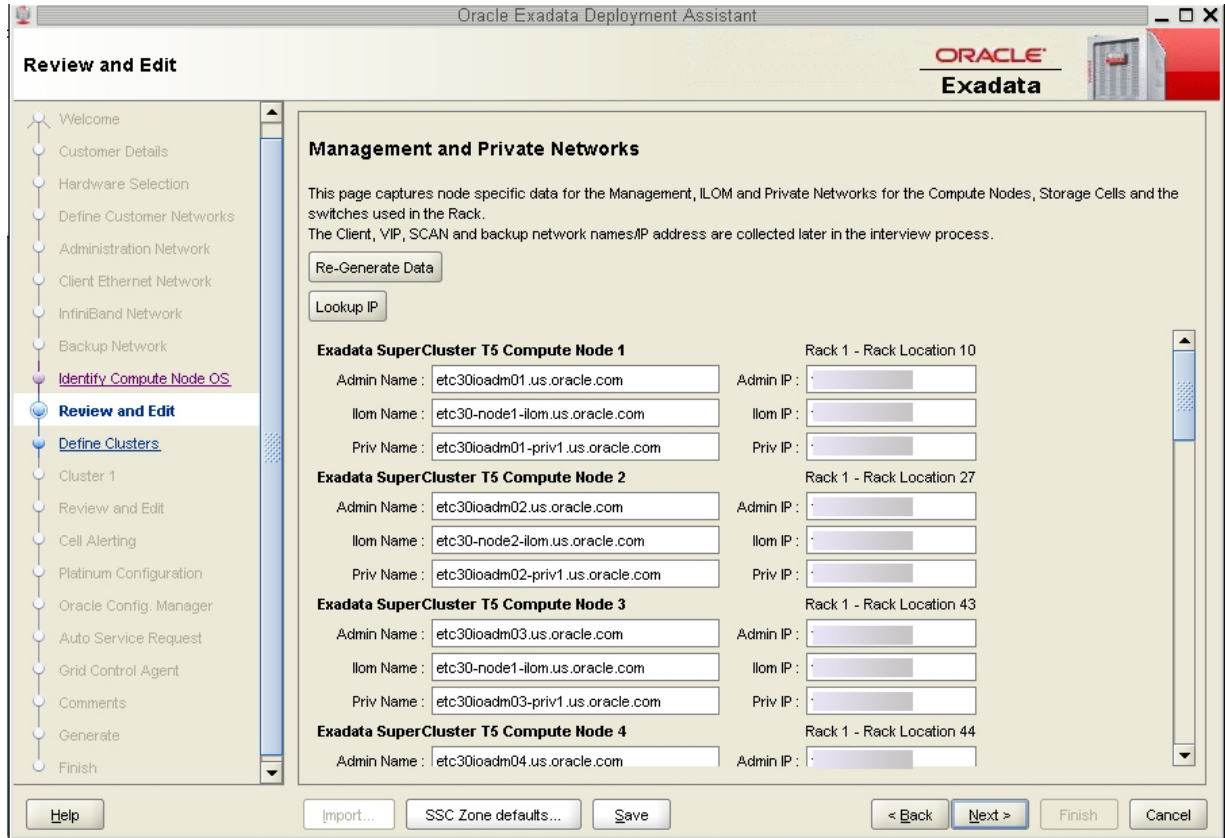 Oracle Exadata Deployment Assistant
Review and Edit
ORACLE
Exadata
Welcome
Customer Details
Hardware Selection
Define Customer Networks
Administration Network
Client Ethernet Network
InfiniBand Network
Backup Network
Identify Compute Node OS
Review and Edit
Define Clusters
Cluster 1
Review and Edit
Cell Alerting
Platinum Configuration
Oracle Config. Manager
Auto Service Request
Grid Control Agent
Comments
Generate
Finish
Management and Private Networks
This page captures node specific data for the Management, ILOM and Private Networks for the Compute Nodes, Storage Cells and the
switches used in the Rack.
The Client, VIP, SCAN and backup network names/IP address are collected later in the interview process.
Re-Generate Data
Lookup IP
Exadata SuperCluster T5 Compute Node 1 Rack 1 - Rack Location 10
Admin Name : etc30ioadm01.us.oracle.com Admin IP :
Ilom Name : etc30-node1-ilom.us.oracle.com Ilom IP :
Priv Name : etc30ioadm01-priv1.us.oracle.com Priv IP :
Exadata SuperCluster T5 Compute Node 2 Rack 1 - Rack Location 27
Admin Name : etc30ioadm02.us.oracle.com Admin IP :
Ilom Name : etc30-node2-ilom.us.oracle.com Ilom IP :
Priv Name : etc30ioadm02-priv1.us.oracle.com Priv IP :
Exadata SuperCluster T5 Compute Node 3 Rack 1 - Rack Location 43
Admin Name : etc30ioadm03.us.oracle.com Admin IP :
Ilom Name : etc30-node1-ilom.us.oracle.com Ilom IP :
Priv Name : etc30ioadm03-priv1.us.oracle.com Priv IP :
Exadata SuperCluster T5 Compute Node 4 Rack 1 - Rack Location 44
Admin Name : etc30ioadm04.us.oracle.com Admin IP :
Help Import... SSC Zone defaults... Save < Back Next > Finish Cancel